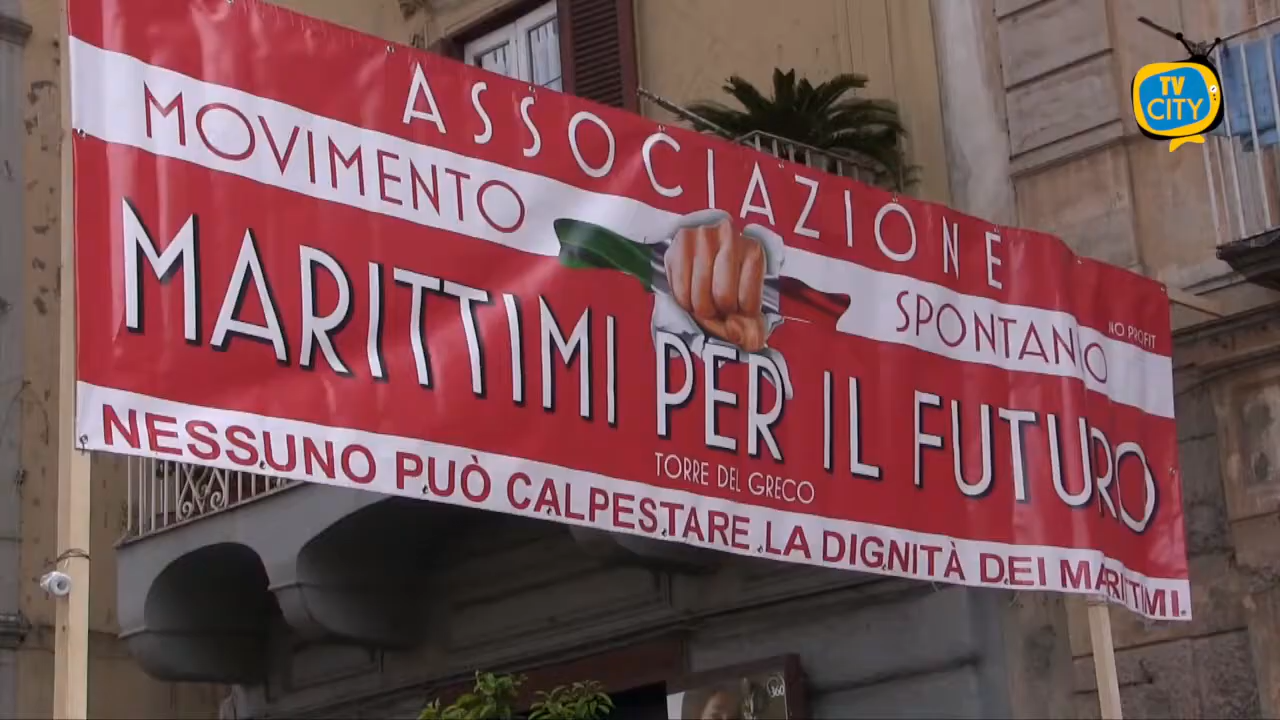 TV
CITY
ASSOCIAZIONE
MOVIMENTO SPONTANEO
NO PROFIT
MARITTIMI PER IL FUTURO
TORRE DEL GRECO
NESSUNO PUÒ CALPESTARE LA DIGNITÀ DEI MARITTIMI.
360